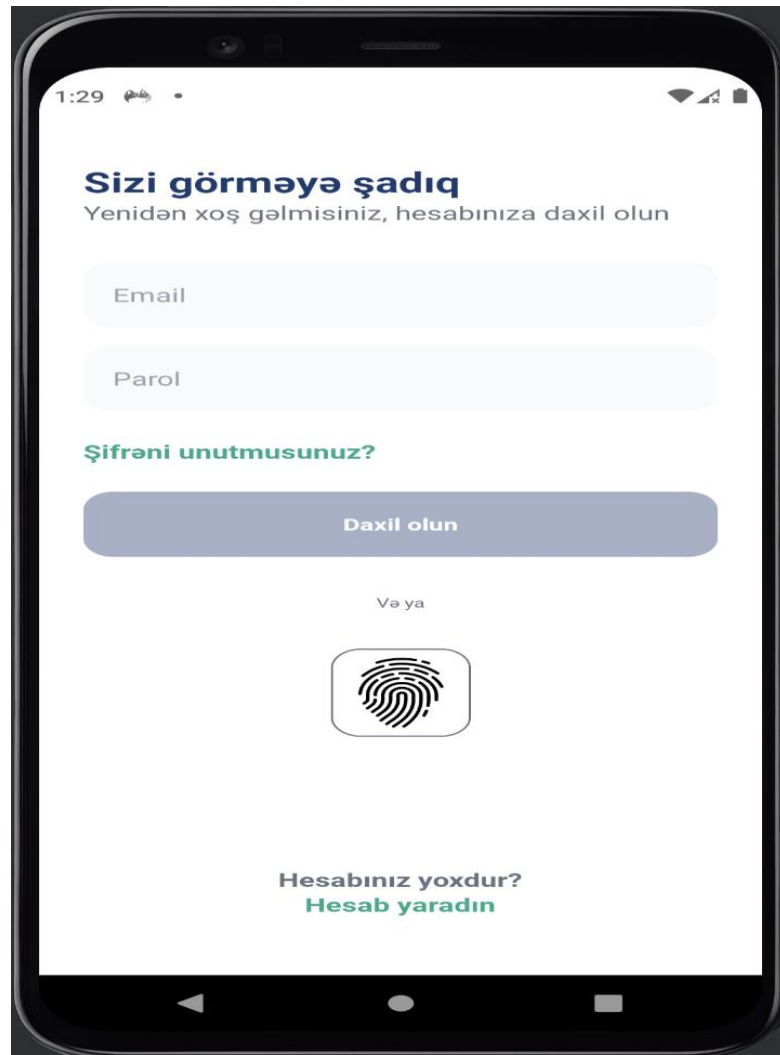 1:29
Sizi görməyə şadıq
Yenidən xoş gəlmisiniz, hesabınıza daxil olun
Email
Parol
Şifrəni unutmusunuz?
Daxil olun
Və ya
Hesabınız yoxdur?
Hesab yaradın